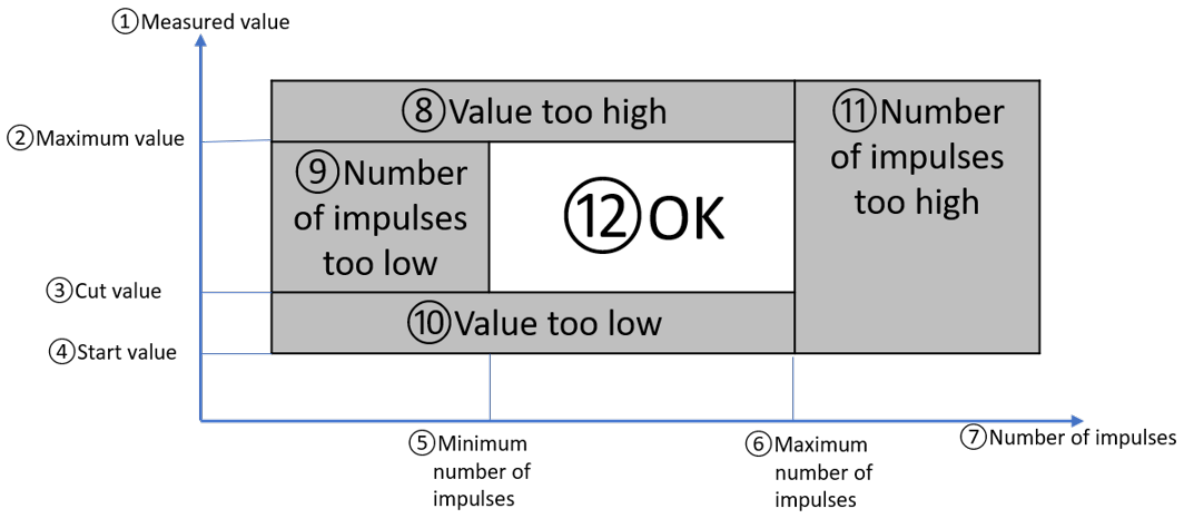 ①Measured value
②Maximum value
③Cut value
④Start value
⑧Value too high
⑨Number
of impulses
too low
⑫OK
⑩Value too low
⑪Number
of impulses
too high
⑤Minimum
number of
impulses
⑥Maximum
number of
impulses
⑦Number of impulses